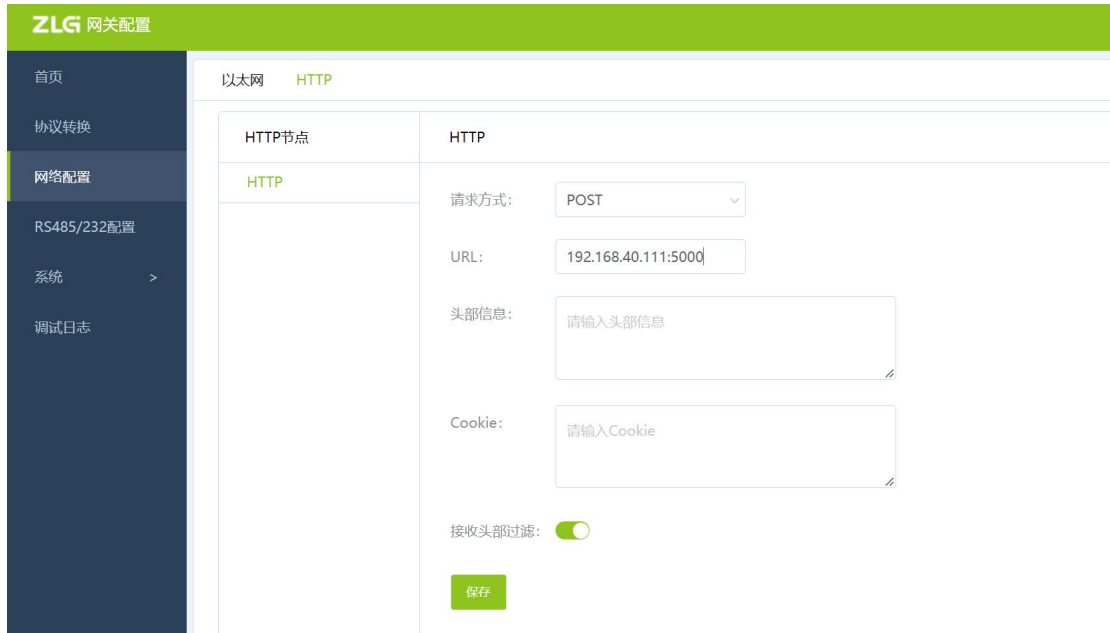 ZLG 网关配置
首页
协议转换
网络配置
RS485/232配置
系统 >
调试日志
以太网 HTTP
HTTP节点
HTTP
HTTP
请求方式: POST
URL: 192.168.40.111:5000
头部信息: 请输入头部信息
Cookie: 请输入Cookie
接收头部过滤:
保存